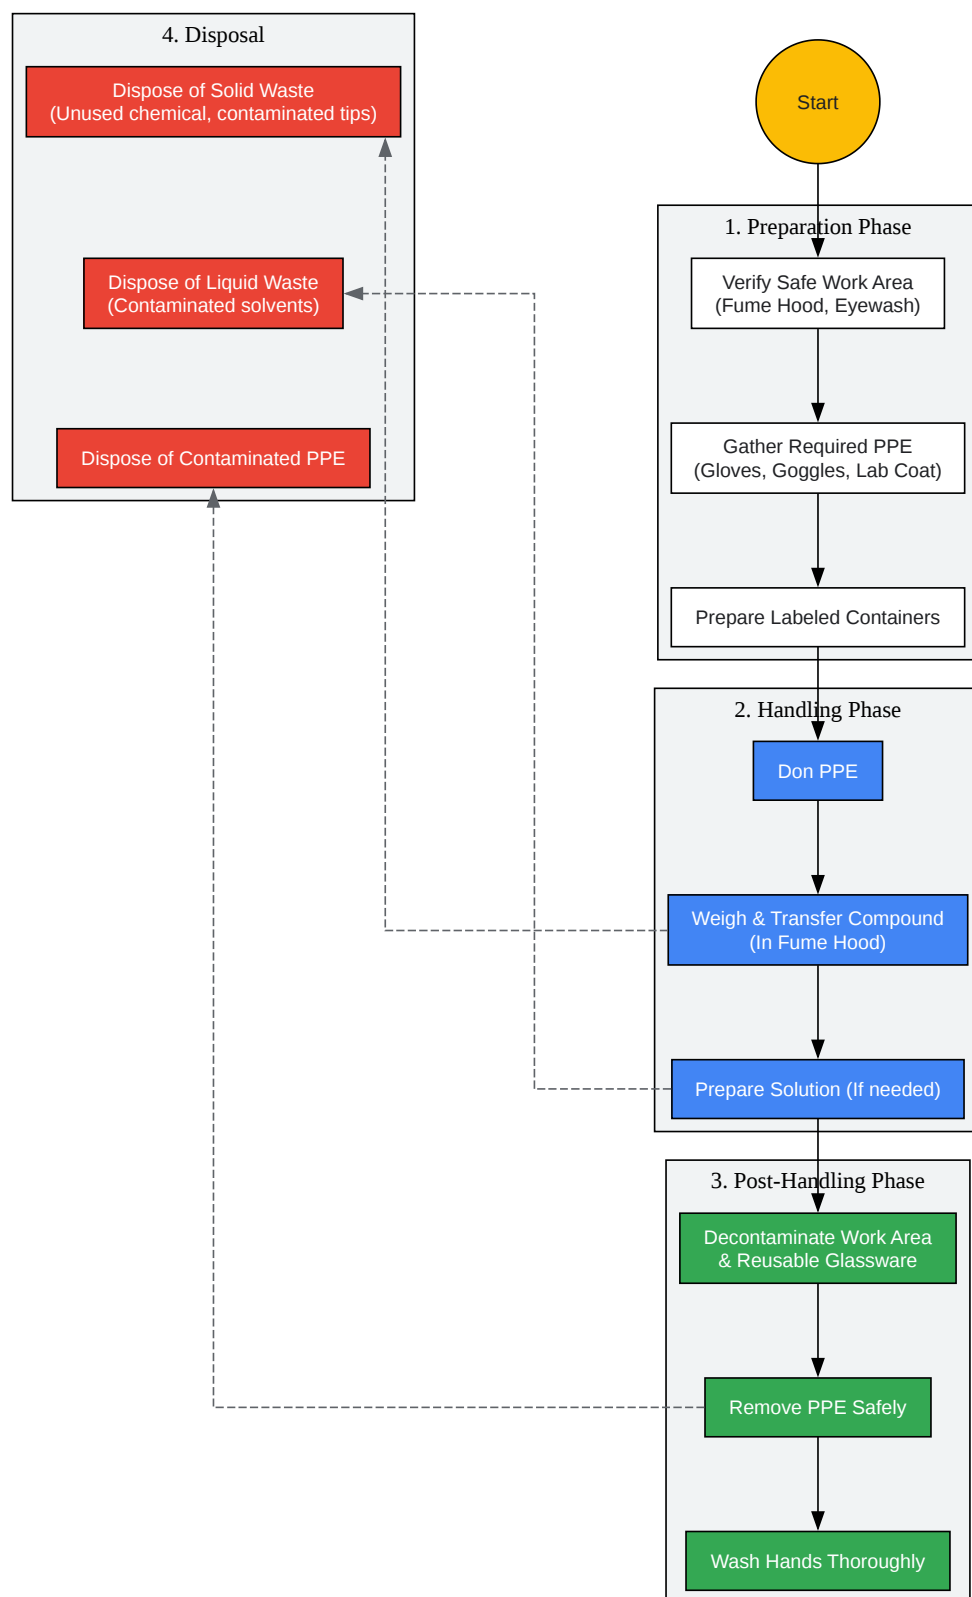 4. Disposal
Dispose of Solid Waste
(Unused chemical, contaminated tips)
Dispose of Liquid Waste
(Contaminated solvents)
Dispose of Contaminated PPE
Start
1. Preparation Phase
Verify Safe Work Area
(Fume Hood, Eyewash)
Gather Required PPE
(Gloves, Goggles, Lab Coat)
Prepare Labeled Containers
2. Handling Phase
Don PPE
Weigh & Transfer Compound
(In Fume Hood)
Prepare Solution (If needed)
3. Post-Handling Phase
Decontaminate Work Area
& Reusable Glassware
Remove PPE Safely
Wash Hands Thoroughly